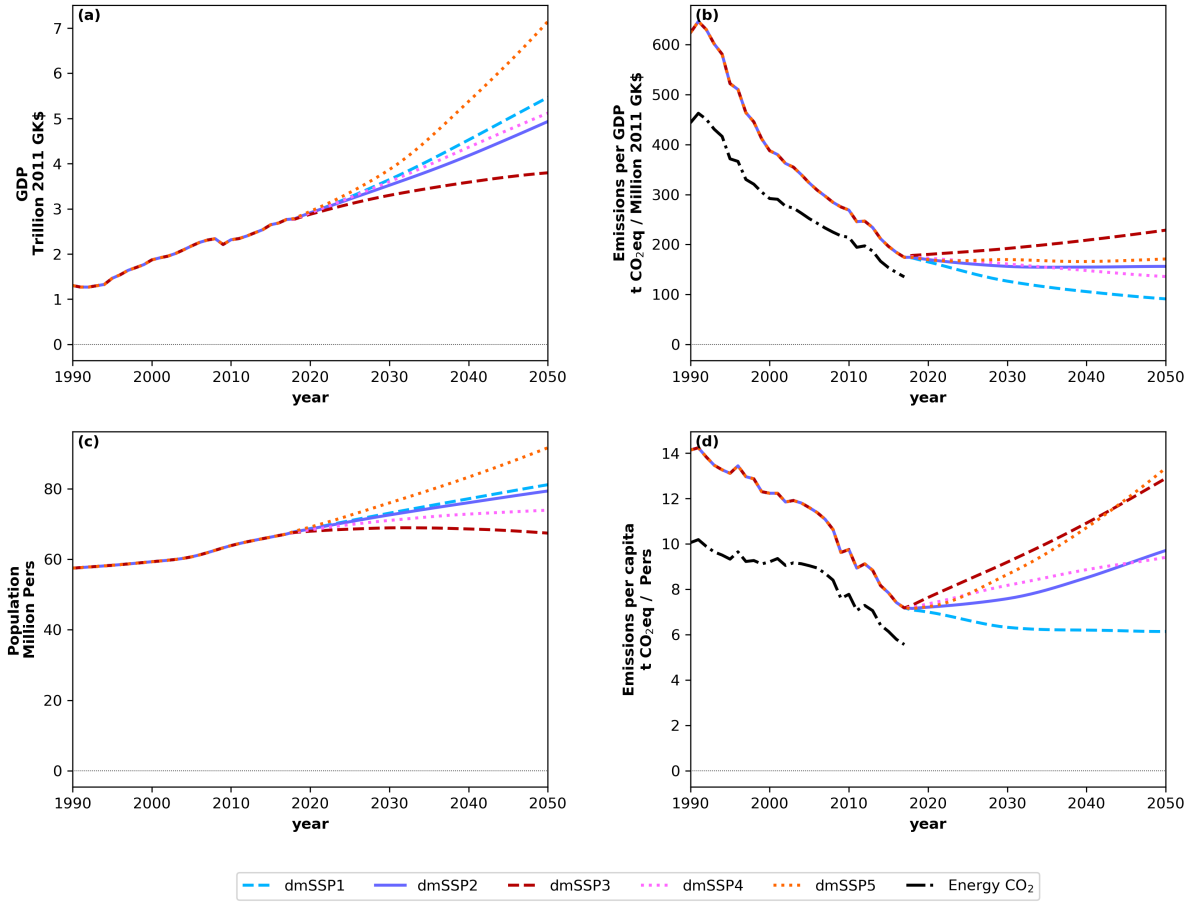 (a)
GDP
Trillion 2011 GK$
7
6
5
4
3
2
1
0
1990 2000 2010 2020 2030 2040 2050
year
(b)
Emissions per GDP
t CO₂eq / Million 2011 GK$
600
500
400
300
200
100
0
1990 2000 2010 2020 2030 2040 2050
year
(c)
Population
Million Pers
80
60
40
20
0
1990 2000 2010 2020 2030 2040 2050
year
(d)
Emissions per capita
t CO₂eq / Pers
14
12
10
8
6
4
2
0
1990 2000 2010 2020 2030 2040 2050
year
dmSSP1 dmSSP2 dmSSP3 dmSSP4 dmSSP5 Energy CO₂